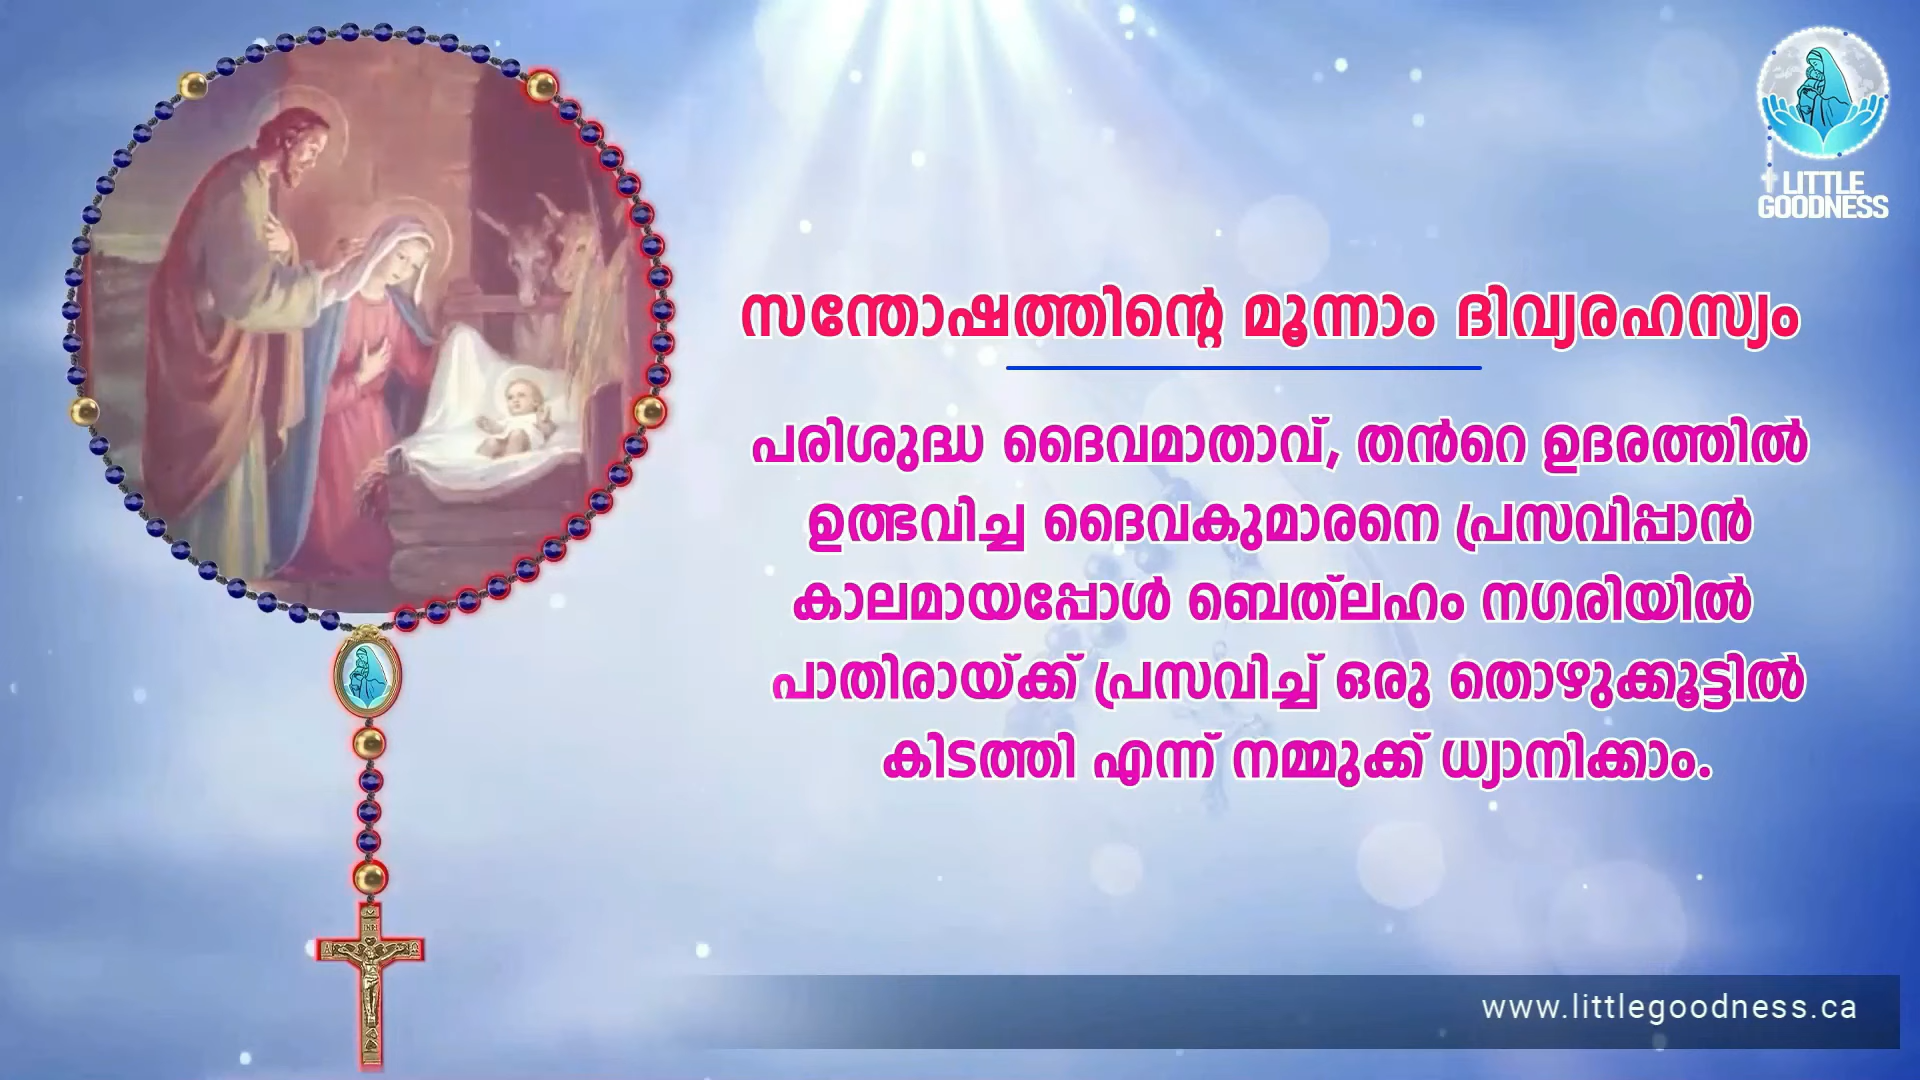 LITTLE
GOODNESS
സന്തോഷത്തിന്റെ മൂന്നാം ദിവ്യരഹസ്യം
പരിശുദ്ധ ദൈവമാതാവ്, തൻറെ ഉദരത്തിൽ
ഉത്ഭവിച്ച ദൈവകുമാരനെ പ്രസവിപ്പാൻ
കാലമായപ്പോൾ ബെത്‌ലഹം നഗരിയിൽ
പാതിരായ്ക്ക് പ്രസവിച്ച് ഒരു തൊഴുക്കൂട്ടിൽ
കിടത്തി എന്ന് നമ്മുക്ക് ധ്യാനിക്കാം.
INRI
www.littlegoodness.ca